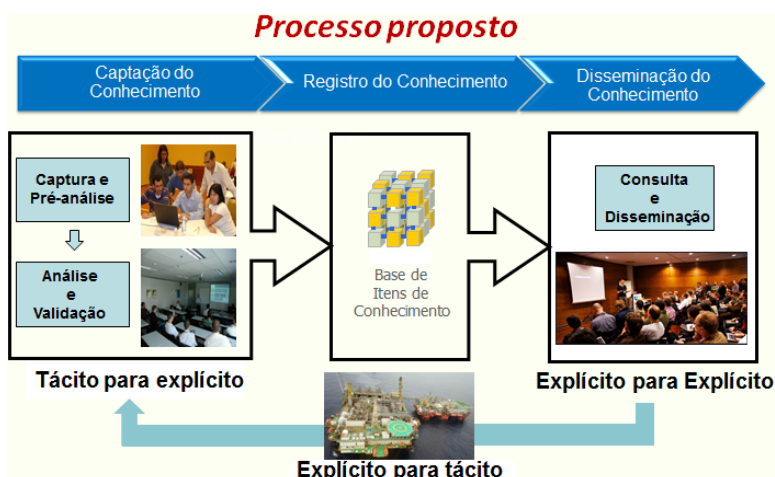 Processo proposto
Captação do
Conhecimento
Registro do Conhecimento
Disseminação do
Conhecimento
Captura e
Pré-análise
Análise
e
Validação
Base de
Itens de
Conhecimento
Consulta
e
Disseminação
Tácito para explícito
Explícito para Explícito
Explícito para tácito